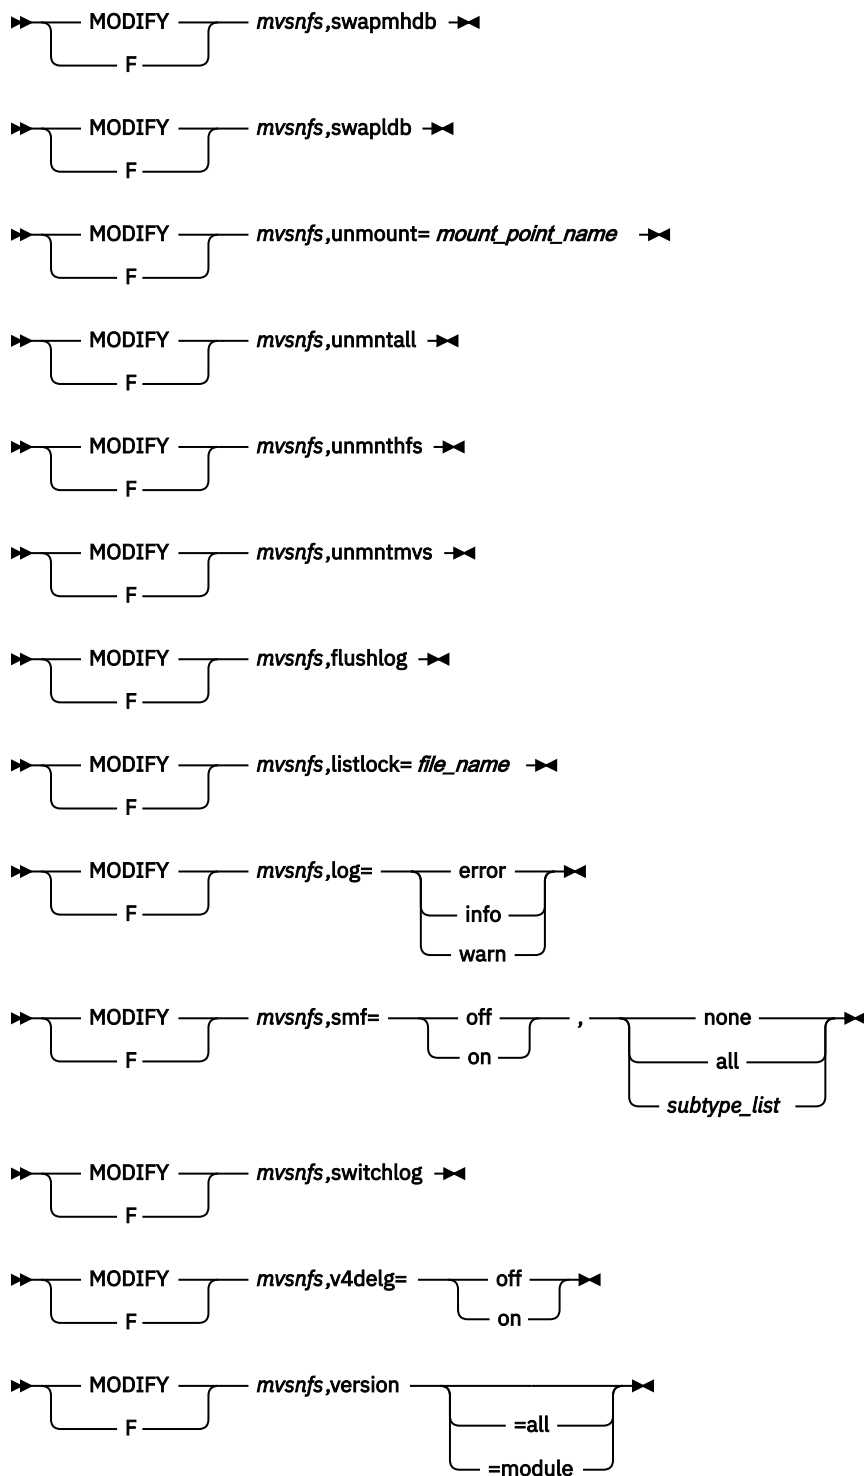 MODIFY mvsnfs,swapmhdb
F
MODIFY mvsnfs,swapldb
F
MODIFY mvsnfs,unmount= mount_point_name
F
MODIFY mvsnfs,unmntall
F
MODIFY mvsnfs,unmnthfs
F
MODIFY mvsnfs,unmntmvs
F
MODIFY mvsnfs,flushlog
F
MODIFY mvsnfs,listlock= file_name
F
MODIFY mvsnfs,log= error
F info
warn
MODIFY mvsnfs,smf= off , none
F on all
subtype_list
MODIFY mvsnfs,switchlog
F
MODIFY mvsnfs,v4delg= off
F on
MODIFY mvsnfs,version
F =all
=module